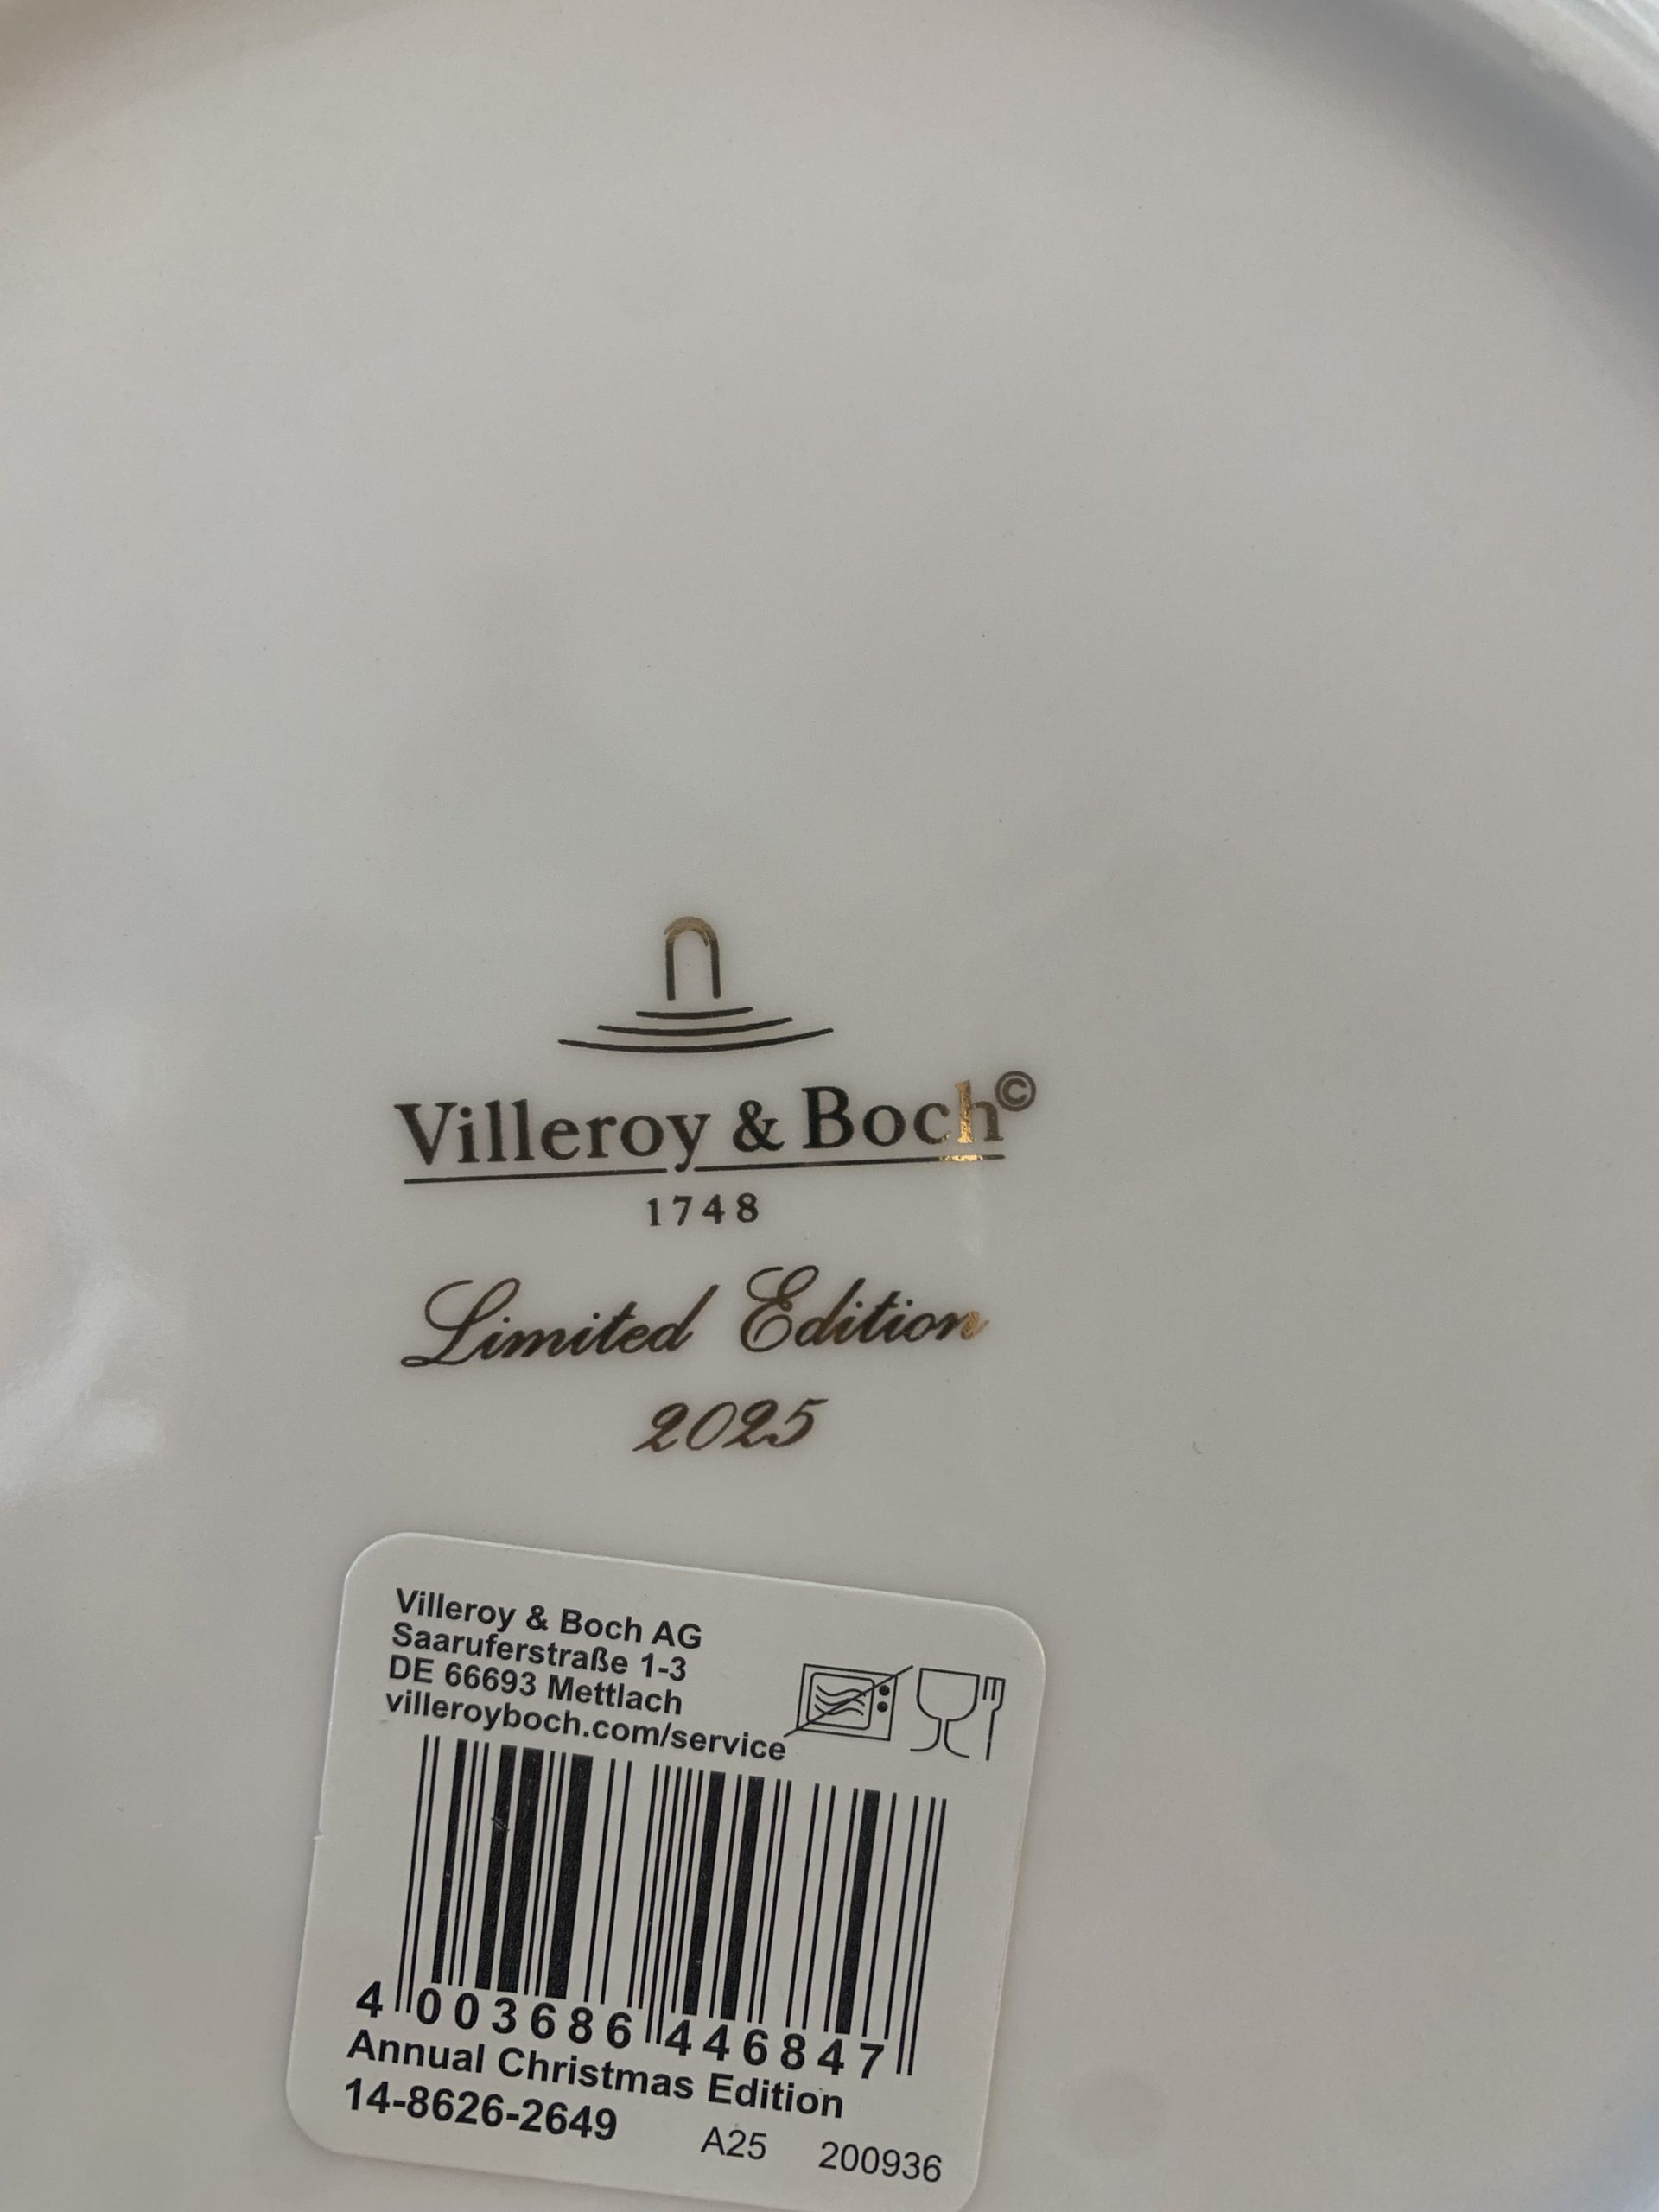 Villeroy & Boch©
1748
Limited Edition
2025
Villeroy & Boch AG
Saaruferstraße 1-3
DE 66693 Mettlach
villeroyboch.com/service
4 003686 446847
Annual Christmas Edition
14-8626-2649 A25 200936